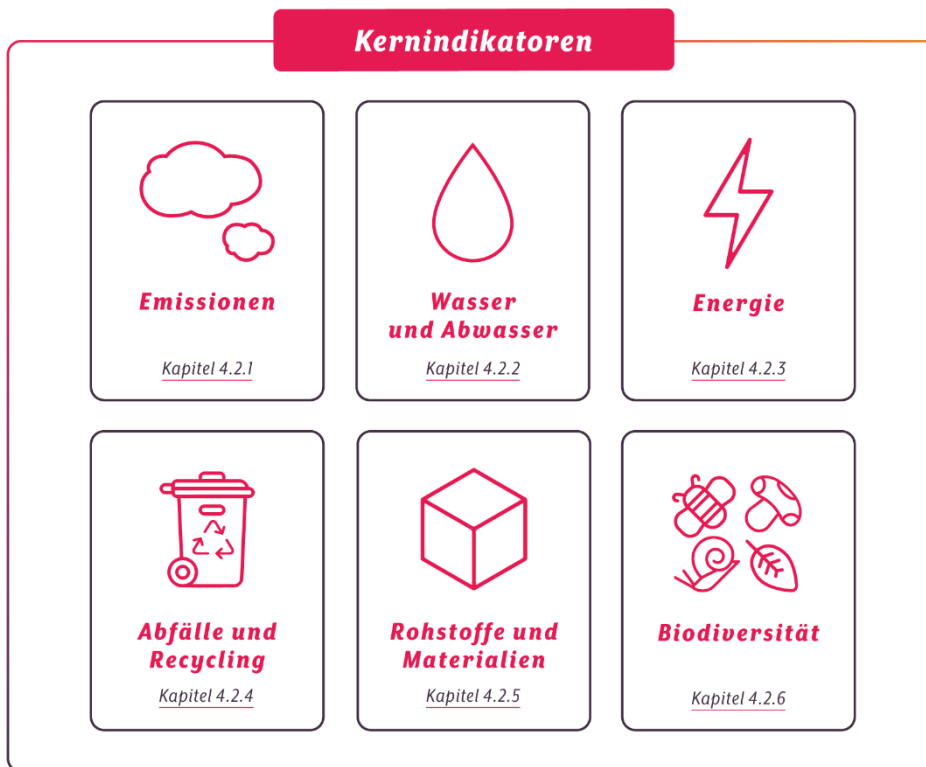 Kernindikatoren
Emissionen
Kapitel 4.2.1
Wasser
und Abwasser
Kapitel 4.2.2
Energie
Kapitel 4.2.3
Abfälle und
Recycling
Kapitel 4.2.4
Rohstoffe und
Materialien
Kapitel 4.2.5
Biodiversität
Kapitel 4.2.6